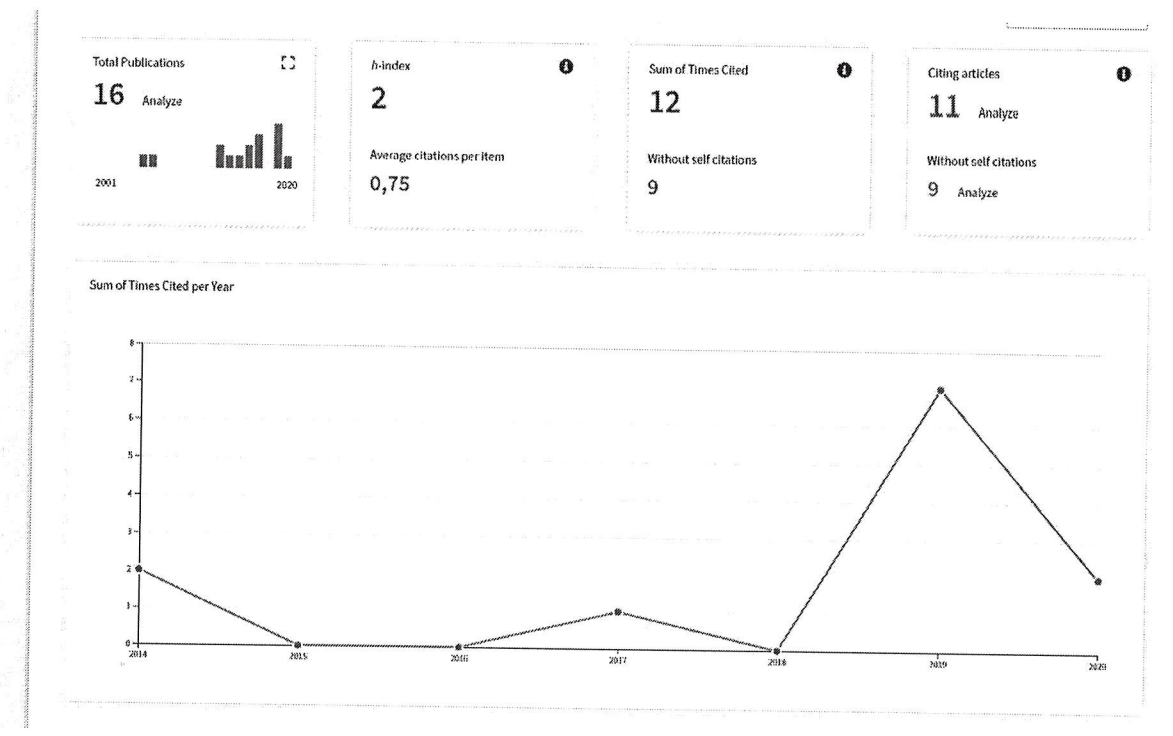 Total Publications
16 Analyze
2001 2020
h-index
2
Average citations per item
0,75
Sum of Times Cited
12
Without self citations
9
Citing articles
11 Analyze
Without self citations
9 Analyze
Sum of Times Cited per Year
8
7
6
5
4
3
2
1
0
2014 2015 2016 2017 2018 2019 2020